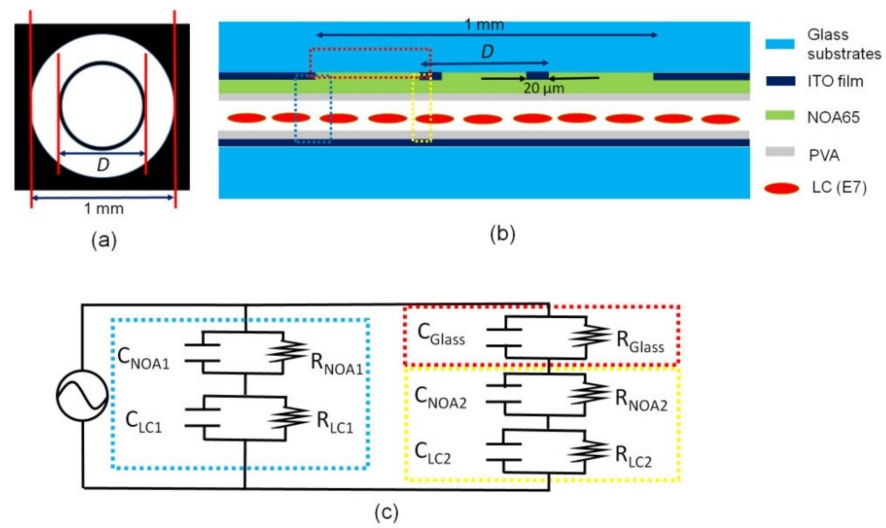 D
1 mm
(a)
1 mm
D
20 µm
(b)
Glass
substrates
ITO film
NOA65
PVA
LC (E7)
C_NOA1
R_NOA1
C_LC1
R_LC1
C_Glass
R_Glass
C_NOA2
R_NOA2
C_LC2
R_LC2
(c)